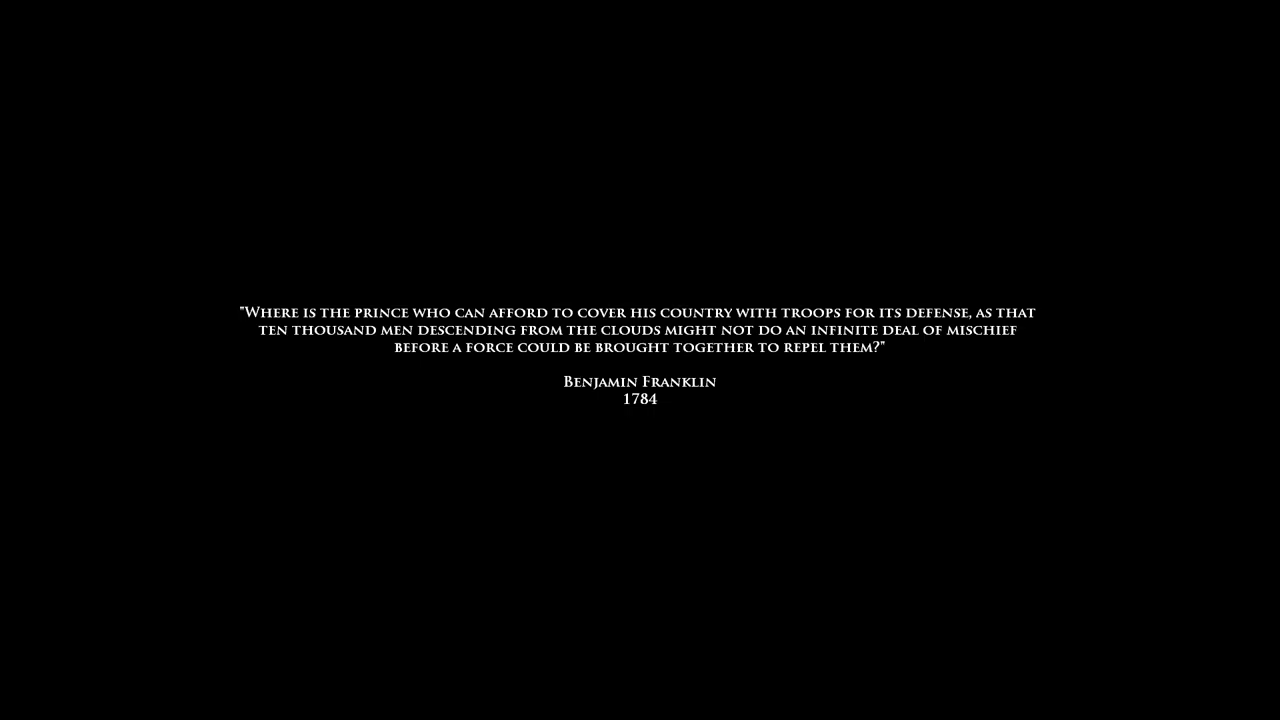 "Where is the prince who can afford to cover his country with troops for its defense, as that
ten thousand men descending from the clouds might not do an infinite deal of mischief
before a force could be brought together to repel them?"
Benjamin Franklin
1784